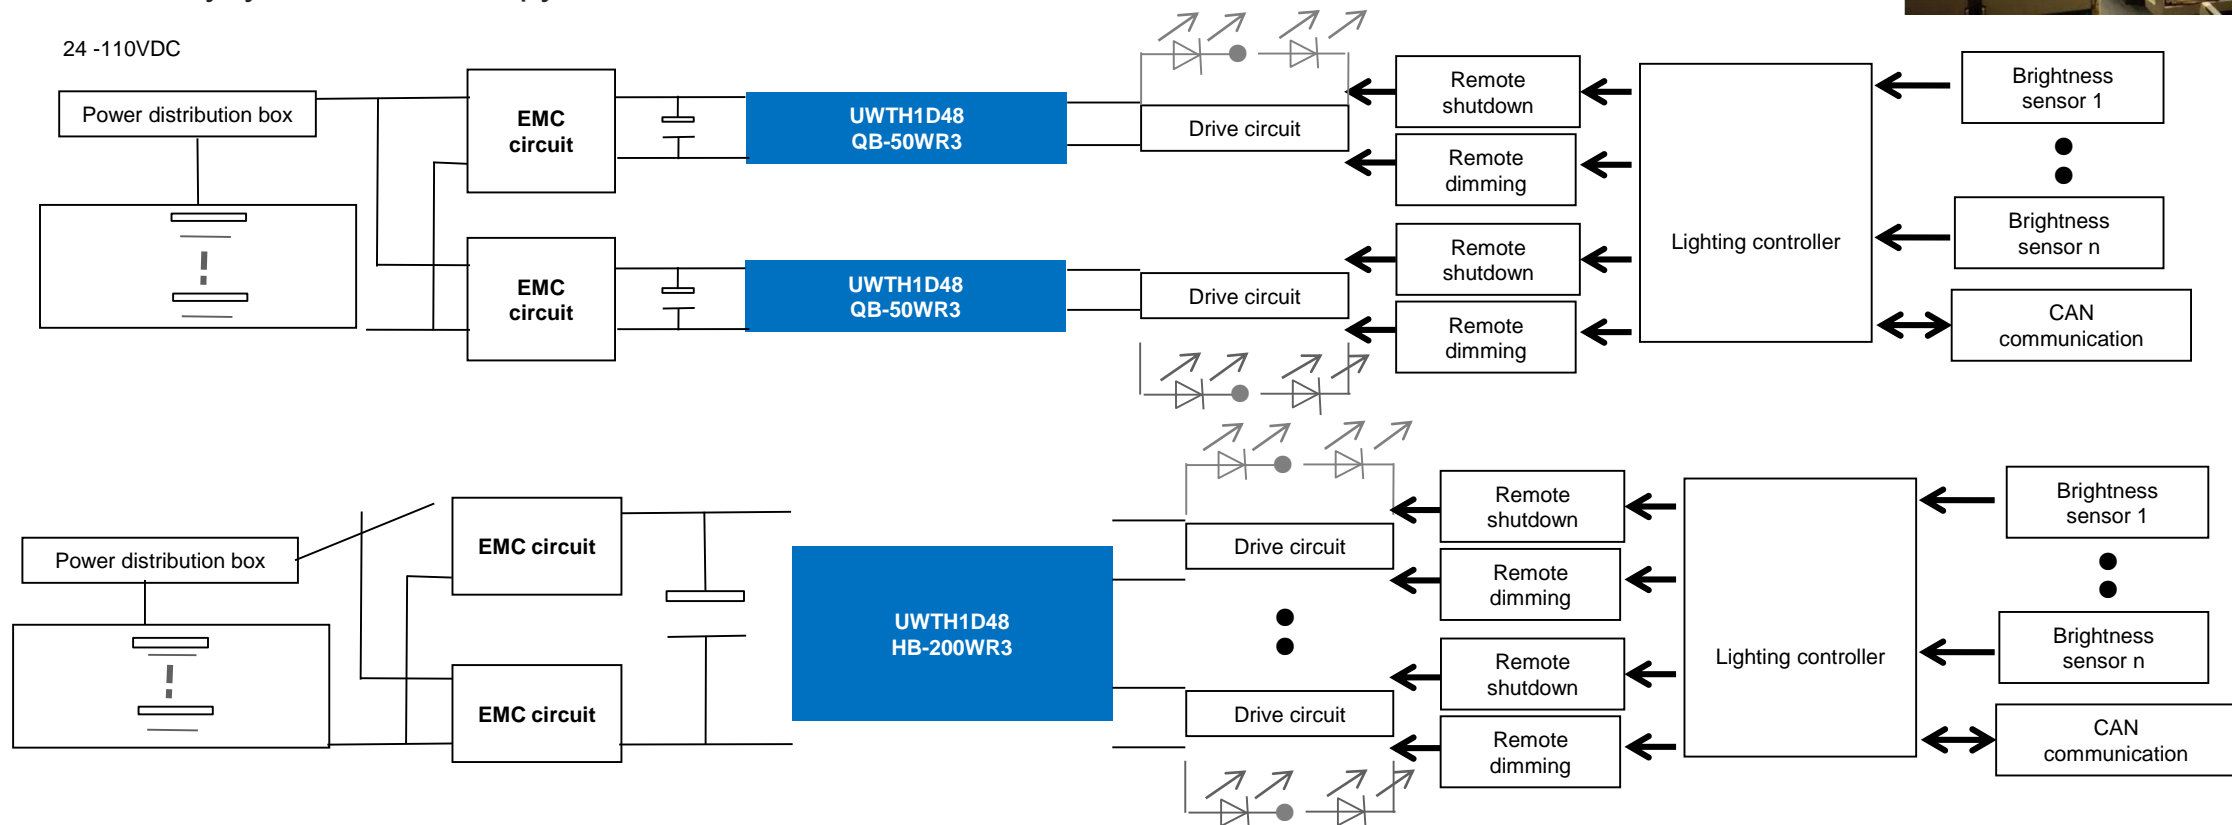 24 -110VDC
Power distribution box
EMC
circuit
UWTH1D48
QB-50WR3
Drive circuit
Remote
shutdown
Remote
dimming
Lighting controller
Brightness
sensor 1
Brightness
sensor n
CAN
communication
EMC
circuit
UWTH1D48
QB-50WR3
Drive circuit
Remote
shutdown
Remote
dimming
Power distribution box
EMC circuit
EMC circuit
UWTH1D48
HB-200WR3
Drive circuit
Drive circuit
Remote
shutdown
Remote
dimming
Remote
shutdown
Remote
dimming
Lighting controller
Brightness
sensor 1
Brightness
sensor n
CAN
communication